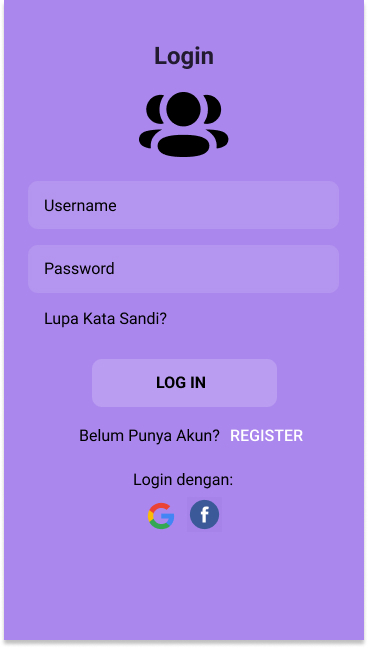 Login
Username
Password
Lupa Kata Sandi?
LOG IN
Belum Punya Akun? REGISTER
Login dengan: